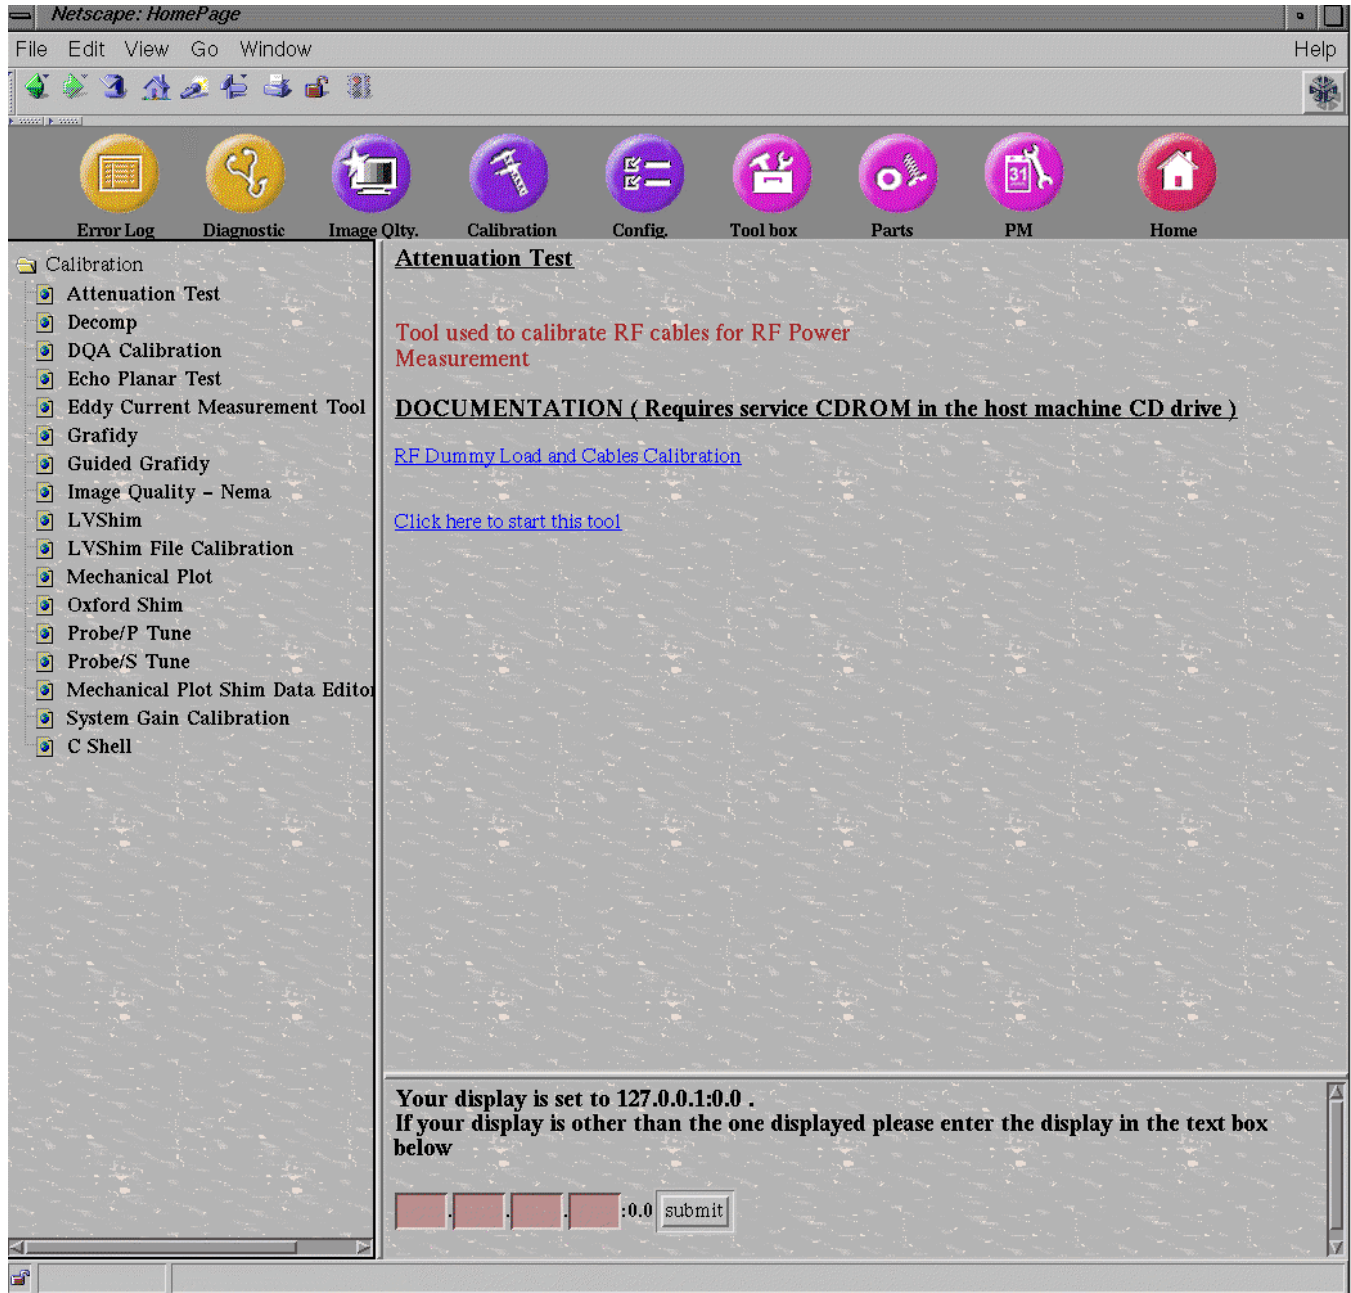 Netscape: HomePage
File Edit View Go Window Help
Error Log Diagnostic Image Qlty. Calibration Config. Tool box Parts PM Home
31
Calibration
Attenuation Test
Decomp
DQA Calibration
Echo Planar Test
Eddy Current Measurement Tool
Grafidy
Guided Grafidy
Image Quality – Nema
LVShim
LVShim File Calibration
Mechanical Plot
Oxford Shim
Probe/P Tune
Probe/S Tune
Mechanical Plot Shim Data Editor
System Gain Calibration
C Shell
Attenuation Test
Tool used to calibrate RF cables for RF Power
Measurement
DOCUMENTATION ( Requires service CDROM in the host machine CD drive )
RF Dummy Load and Cables Calibration
Click here to start this tool
Your display is set to 127.0.0.1:0.0 .
If your display is other than the one displayed please enter the display in the text box
below
. . . :0.0 submit